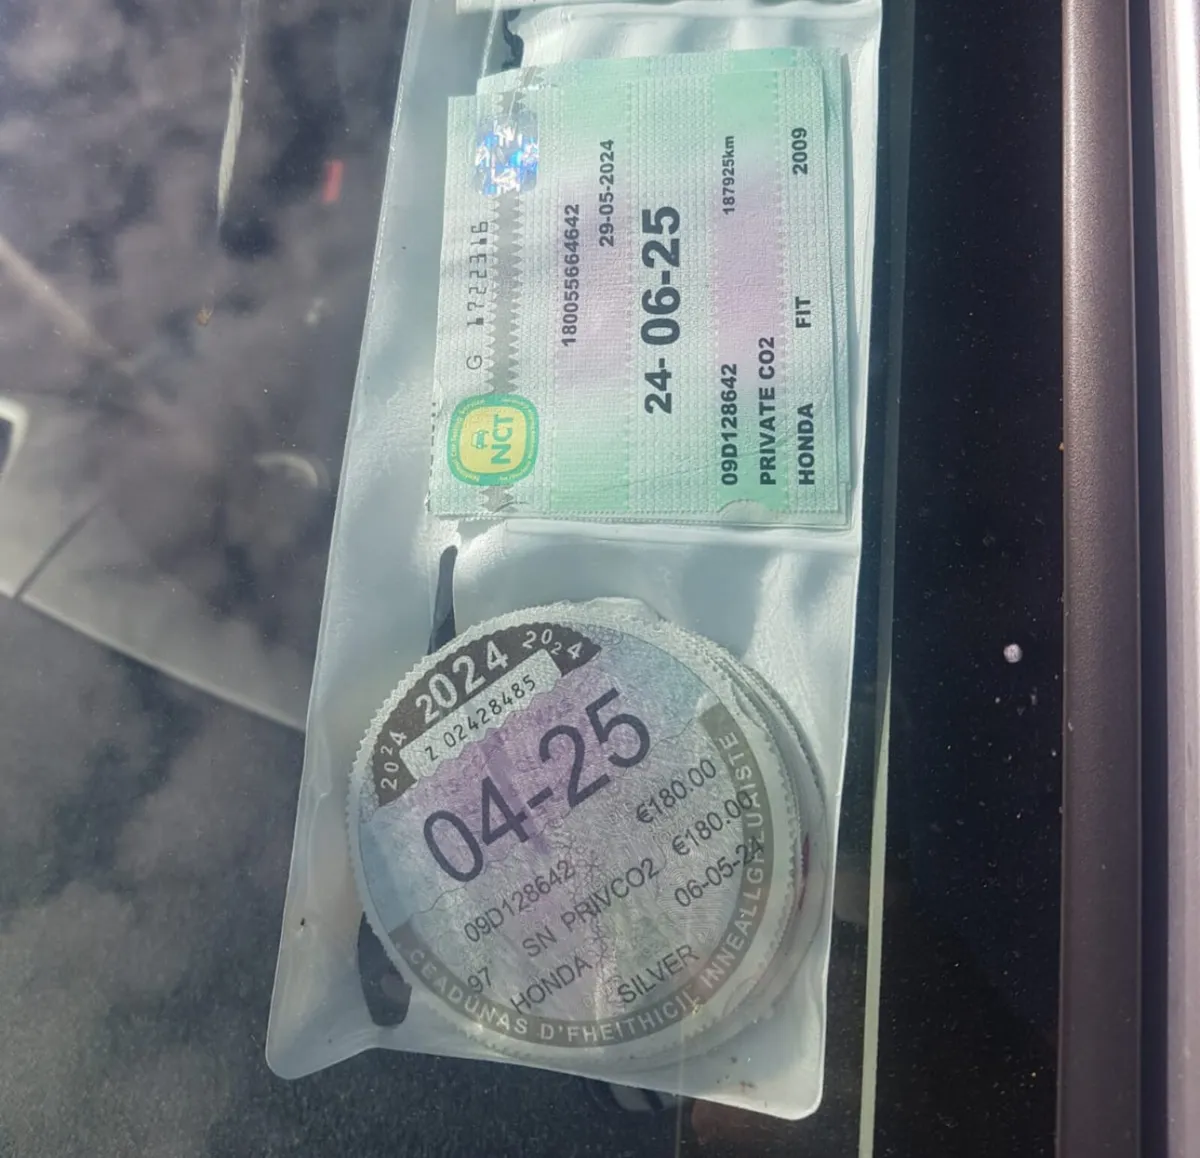 G 1722316
NCT
18005564642
29-05-2024
24- 06-25
09D128642
187925km
PRIVATE CO2
HONDA FIT 2009
2024 2024 2024
Z 02428485
04-25
09D128642 €180.00
97 SN PRIVCO2 €180.00
HONDA SILVER 06-05-24
CEADÚNAS D'FHEITHICIL INNEALLGHLUAISTE